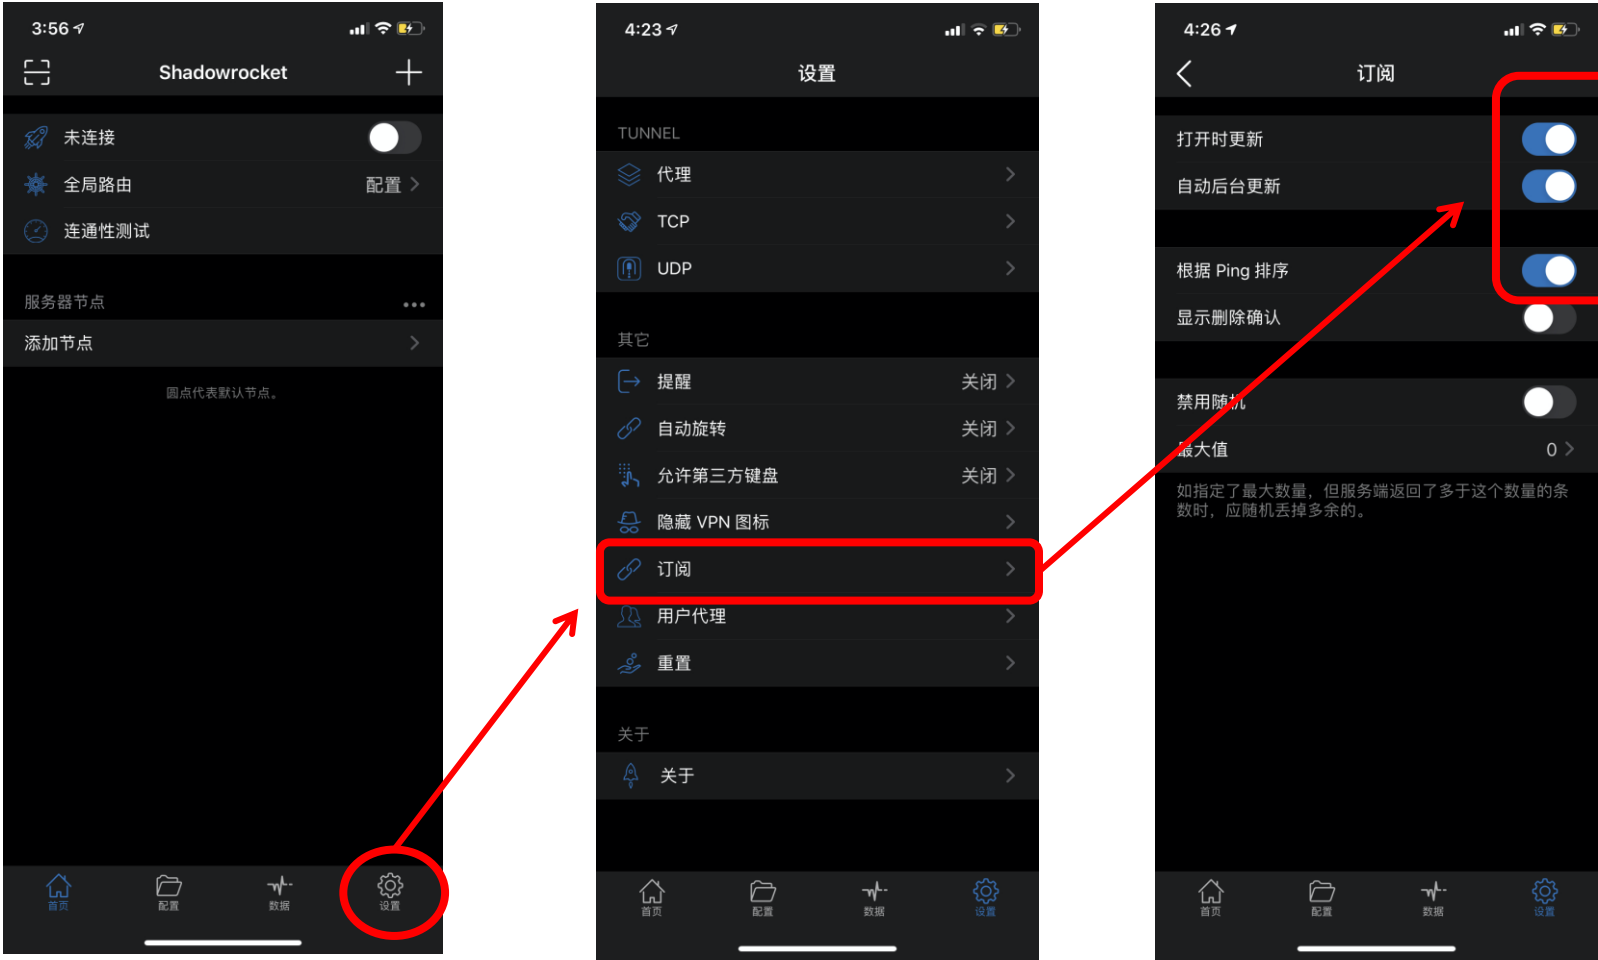 3:56
Shadowrocket
未连接
全局路由
配置
连通性测试
服务器节点
添加节点
圆点代表默认节点。
首页
配置
数据
设置
4:23
设置
TUNNEL
代理
TCP
UDP
其它
提醒
关闭
自动旋转
关闭
允许第三方键盘
关闭
隐藏 VPN 图标
订阅
用户代理
重置
关于
关于
首页
配置
数据
设置
4:26
订阅
打开时更新
自动后台更新
根据 Ping 排序
显示删除确认
禁用随机
最大值
0
如指定了最大数量，但服务端返回了多于这个数量的条
数时，应随机丢掉多余的。
首页
配置
数据
设置